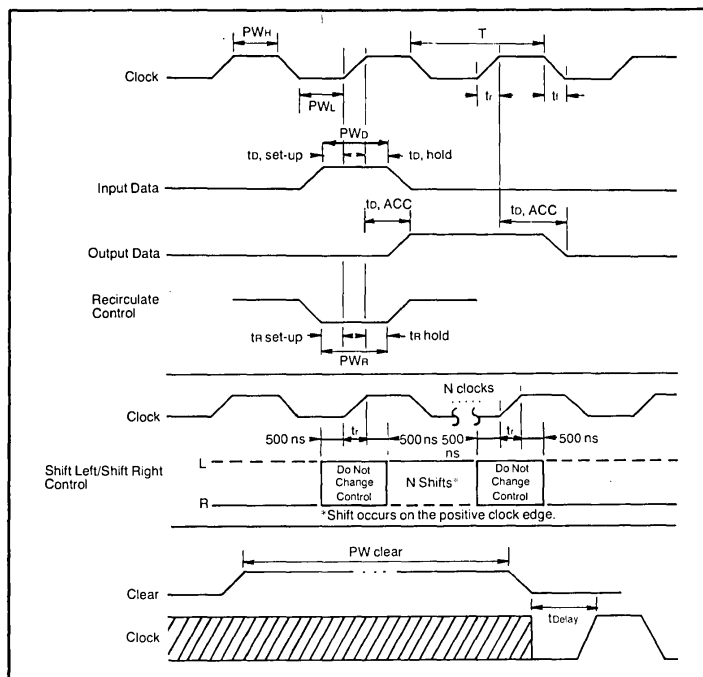 PWH
T
Clock
tr
tf
PWL
PWD
tD, set-up
tD, hold
Input Data
tD, ACC
tD, ACC
Output Data
Recirculate
Control
tR set-up
tR hold
PWR
N clocks
.....
Clock
500 ns
tr
500 ns
500
ns
tr
500 ns
Shift Left/Shift Right
Control
L
R
Do Not
Change
Control
N Shifts*
Do Not
Change
Control
*Shift occurs on the positive clock edge.
PW clear
...
Clear
tDelay
Clock